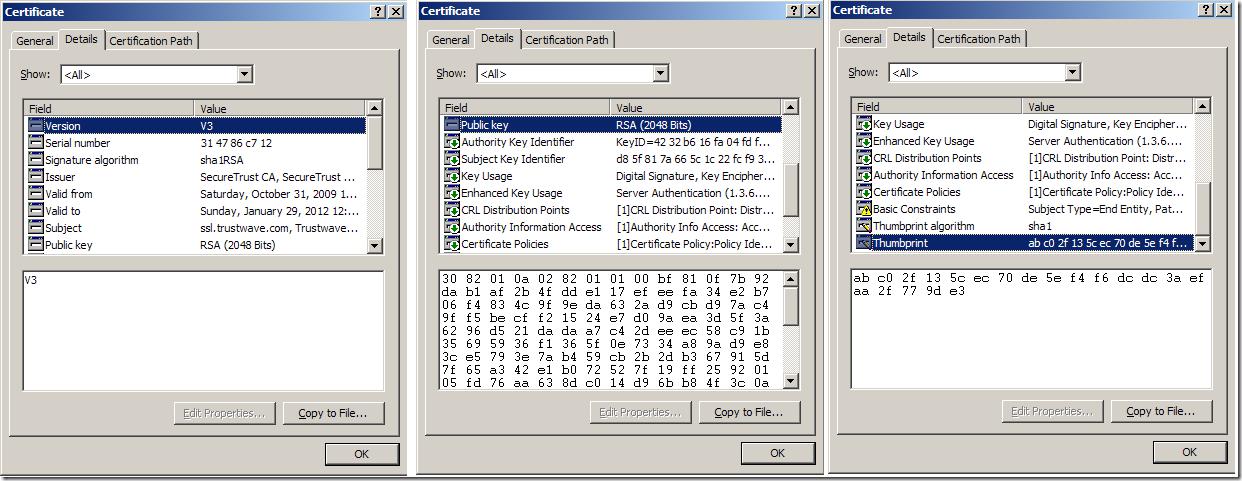 Certificate
General Details Certification Path
Show: <All>
Field Value
Version V3
Serial number 31 47 86 c7 12
Signature algorithm sha1RSA
Issuer SecureTrust CA, SecureTrust ...
Valid from Saturday, October 31, 2009 1...
Valid to Sunday, January 29, 2012 12:...
Subject ssl.trustwave.com, Trustwave...
Public key RSA (2048 Bits)
V3
Edit Properties... Copy to File...
OK
Certificate
General Details Certification Path
Show: <All>
Field Value
Public key RSA (2048 Bits)
Authority Key Identifier KeyID=42 32 b6 16 fa 04 fd f...
Subject Key Identifier d8 5f 81 7a 66 5c 1c 22 fc f9 3...
Key Usage Digital Signature, Key Encipher...
Enhanced Key Usage Server Authentication (1.3.6....
CRL Distribution Points [1]CRL Distribution Point: Distr...
Authority Information Access [1]Authority Info Access: Acc...
Certificate Policies [1]Certificate Policy:Policy Ide...
30 82 01 0a 02 82 01 01 00 bf 81 0f 7b 92
da b1 af 2b 4f dd e1 17 ef ee fa 34 e2 b7
06 f4 83 4c 9f 9e da 63 2a d9 cb d9 7a c4
9f f5 be cf f2 15 24 e7 d0 9a ea 3d 5f 3a
62 96 d5 21 da da a7 c4 2d ee ec 58 c9 1b
35 69 59 36 f1 36 5f 0e 73 34 a8 9a d9 e8
3c e5 79 3e 7a b4 59 cb 2b 2d b3 67 91 5d
7f 65 a3 42 e1 b0 72 52 7f 19 ff 25 92 01
05 fd 76 aa 63 8d c0 14 d9 6b b8 4f 3c 0a
Edit Properties... Copy to File...
OK
Certificate
General Details Certification Path
Show: <All>
Field Value
Key Usage Digital Signature, Key Encipher...
Enhanced Key Usage Server Authentication (1.3.6....
CRL Distribution Points [1]CRL Distribution Point: Distr...
Authority Information Access [1]Authority Info Access: Acc...
Certificate Policies [1]Certificate Policy:Policy Ide...
Basic Constraints Subject Type=End Entity, Pat...
Thumbprint algorithm sha1
Thumbprint ab c0 2f 13 5c ec 70 de 5e f4 f...
ab c0 2f 13 5c ec 70 de 5e f4 f6 dc dc 3a ef
aa 2f 77 9d e3
Edit Properties... Copy to File...
OK